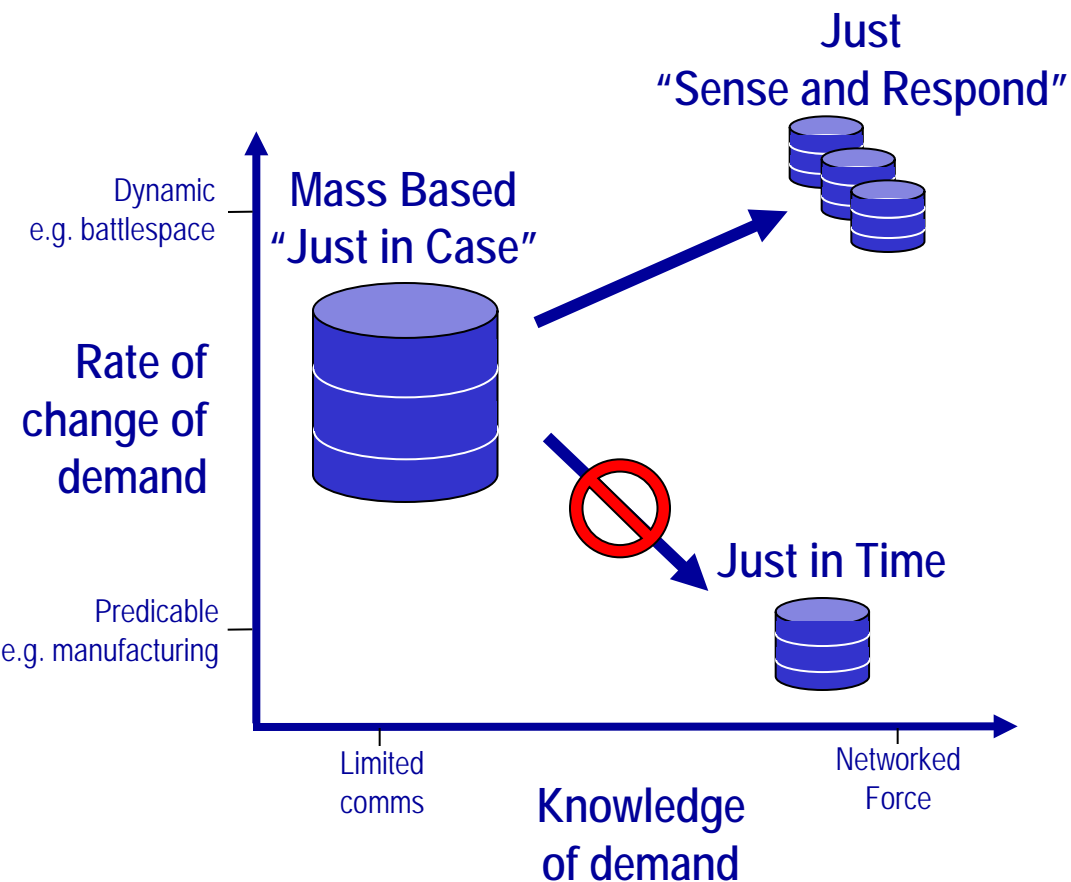 Just
“Sense and Respond”
Dynamic
e.g. battlespace
Mass Based
“Just in Case”
Rate of
change of
demand
Just in Time
Predicable
e.g. manufacturing
Limited
comms
Networked
Force
Knowledge
of demand